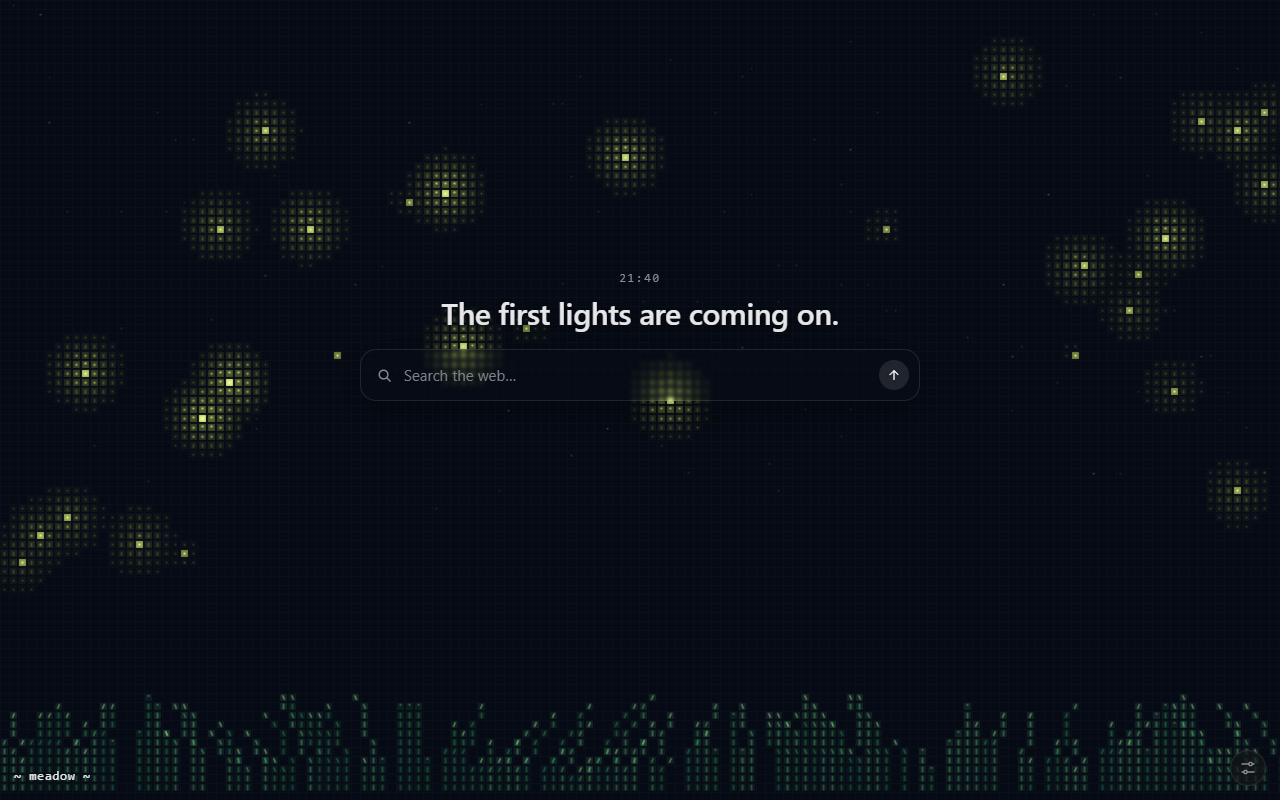 21:40
The first lights are coming on.
Search the web...
~ meadow ~